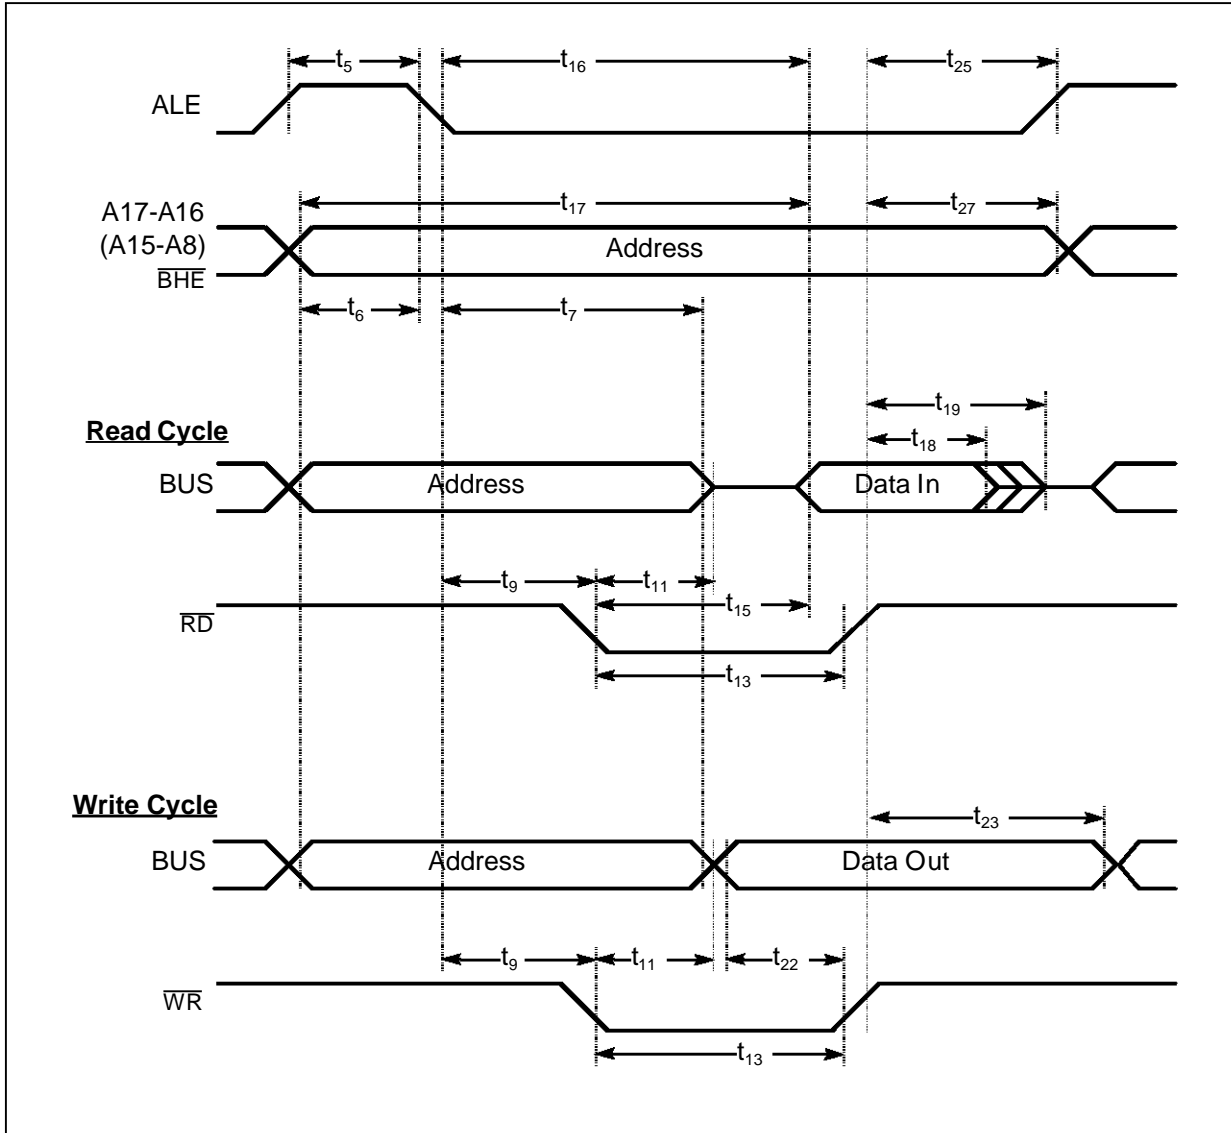 t5
t16
t25
ALE
t17
t27
A17-A16
(A15-A8)
BHE
Address
t6
t7
t19
t18
Read Cycle
BUS
Address
Data In
t9
t11
t15
RD
t13
Write Cycle
t23
BUS
Address
Data Out
t9
t11
t22
WR
t13